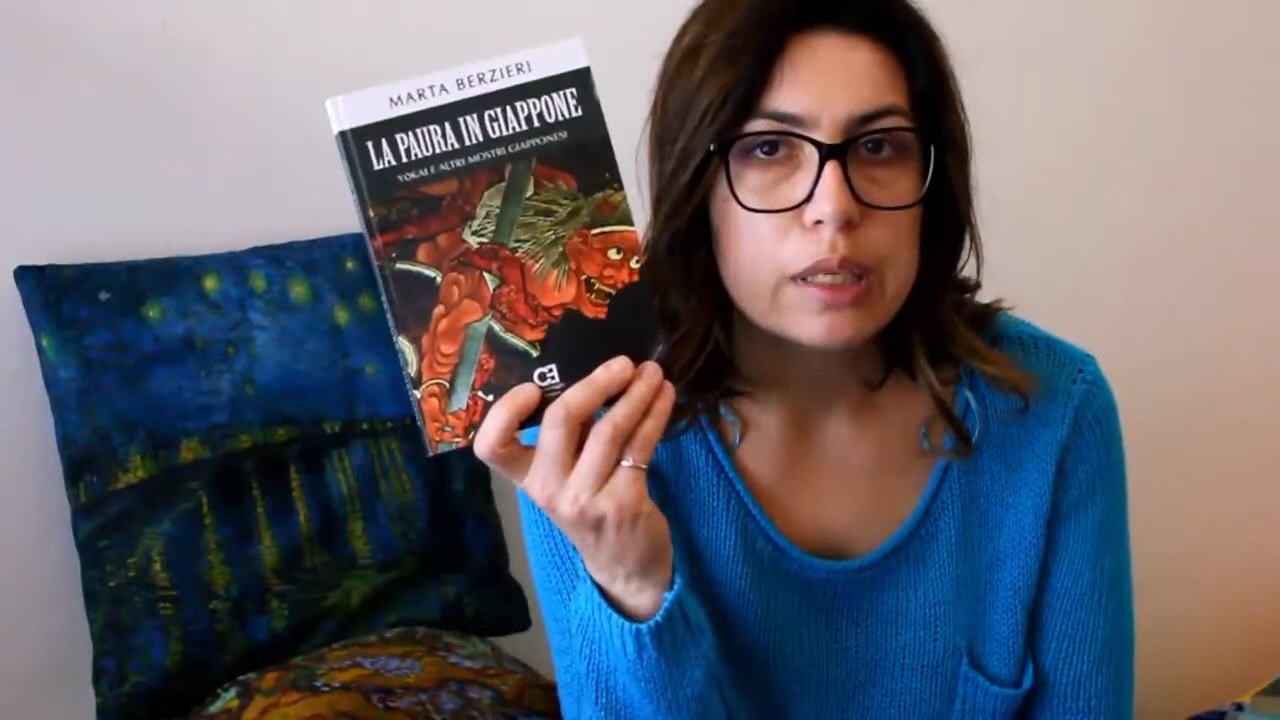 MARTA BERZIERI
LA PAURA IN GIAPPONE
YOKAI E ALTRI MOSTRI GIAPPONESI